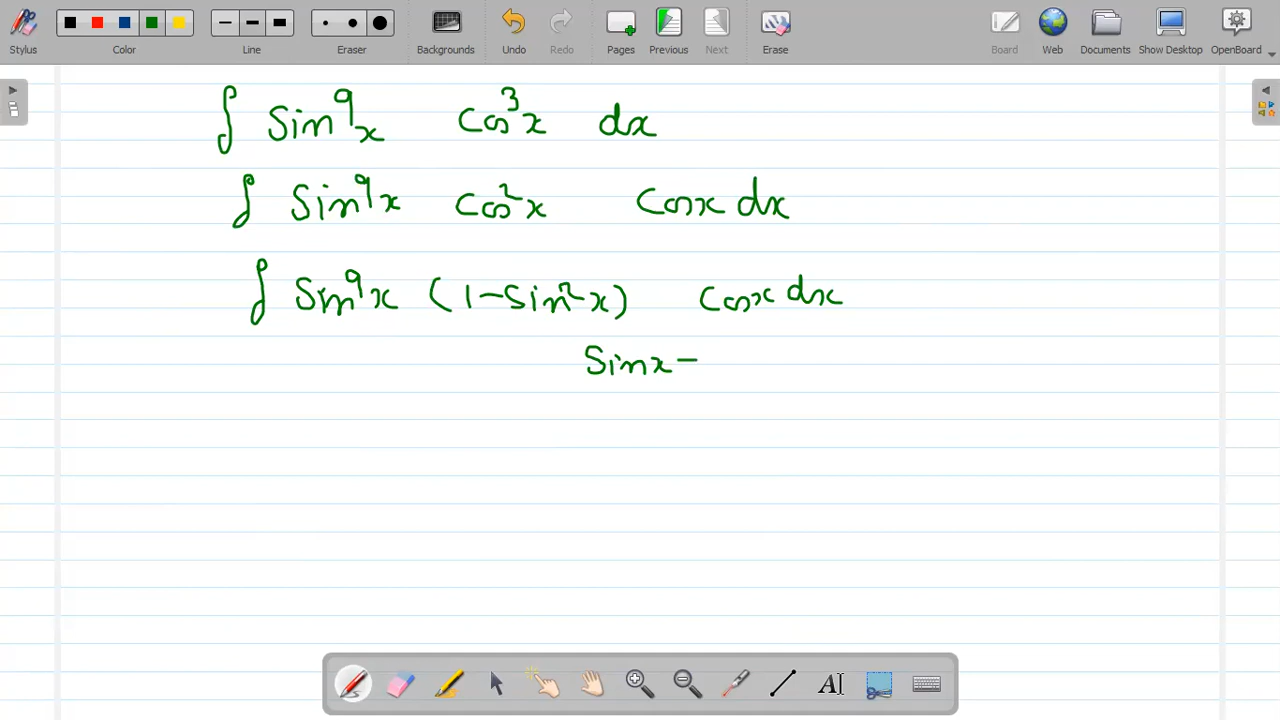 Stylus Color Line Eraser Backgrounds Undo Redo Pages Previous Next Erase Board Web Documents Show Desktop OpenBoard
∫ Sin⁹x cos³x dx
∫ Sin⁹x cos²x cosx dx
∫ Sin⁹x (1-Sin²x) cosx dx
Sinx -
AI